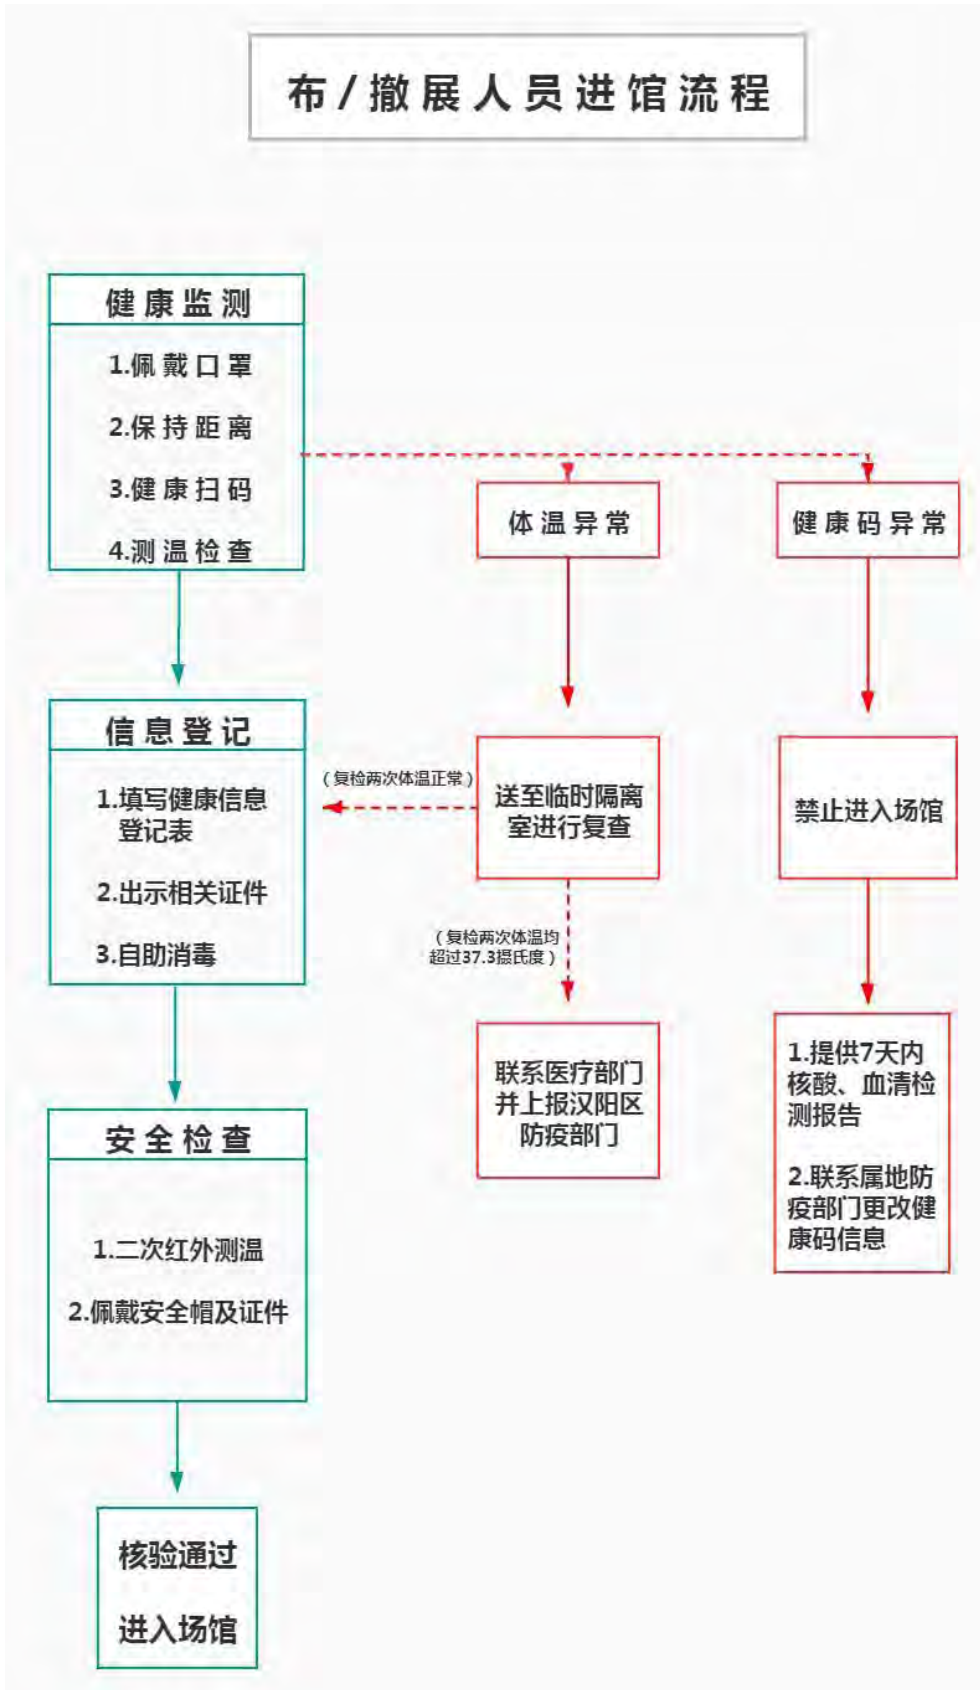 布/撤展人员进馆流程
健康监测
1.佩戴口罩
2.保持距离
3.健康扫码
4.测温检查
体温异常
健康码异常
信息登记
1.填写健康信息
登记表
2.出示相关证件
3.自助消毒
（复检两次体温正常）
送至临时隔离
室进行复查
禁止进入场馆
（复检两次体温均
超过37.3摄氏度）
联系医疗部门
并上报汉阳区
防疫部门
1.提供7天内
核酸、血清检
测报告
2.联系属地防
疫部门更改健
康码信息
安全检查
1.二次红外测温
2.佩戴安全帽及证件
核验通过
进入场馆